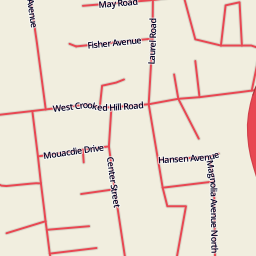 May Road
Avenue
Fisher Avenue
Laurel Road
West Crooked Hill Road
Mouacdie Drive
Hansen Avenue
Center Street
Magnolia Avenue North